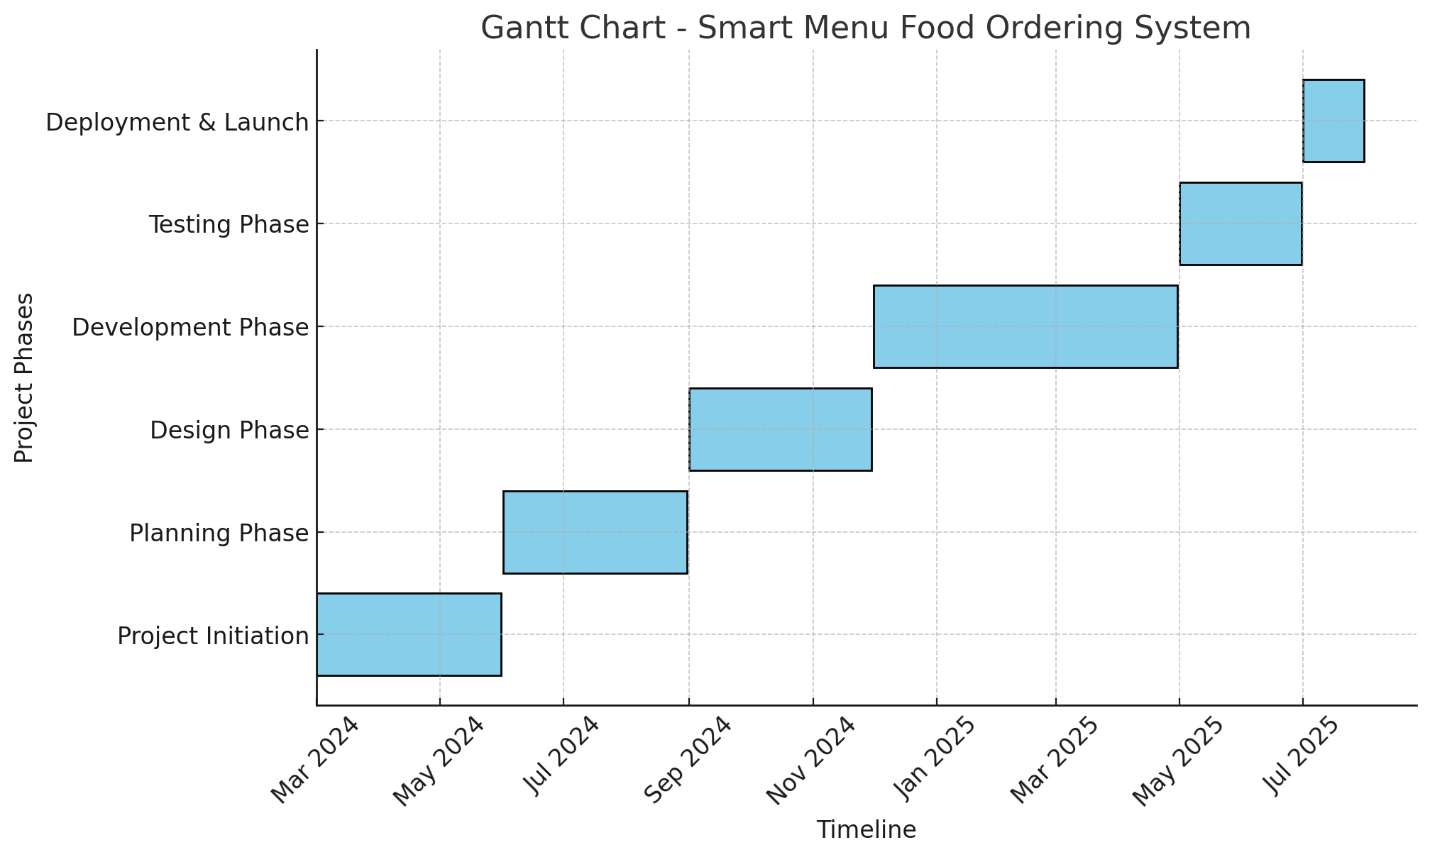 Gantt Chart - Smart Menu Food Ordering System
Project Phases
Deployment & Launch
Testing Phase
Development Phase
Design Phase
Planning Phase
Project Initiation
Mar 2024
May 2024
Jul 2024
Sep 2024
Nov 2024
Jan 2025
Mar 2025
May 2025
Jul 2025
Timeline